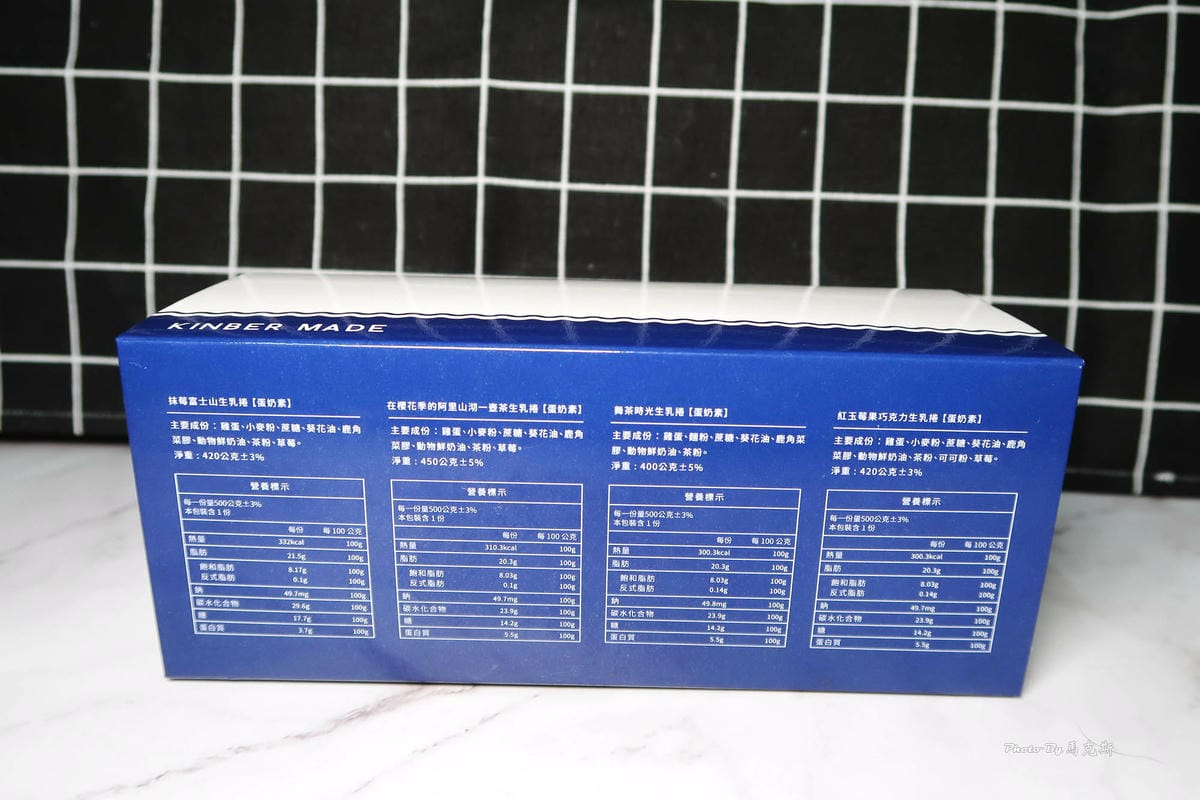 KINBER MADE
抹莓富士山生乳捲【蛋奶素】
主要成份：雞蛋、小麥粉、蔗糖、葵花油、鹿角
菜膠、動物鮮奶油、茶粉、草莓。
淨重：420公克±3%
營養標示
每一份量500公克±3%
本包裝含1份
每份 每100公克
熱量 332kcal 100g
脂肪 21.5g 100g
飽和脂肪 8.17g 100g
反式脂肪 0.1g 100g
鈉 49.7mg 100g
碳水化合物 29.6g 100g
糖 17.7g 100g
蛋白質 3.7g 100g
在櫻花季的阿里山沏一壺茶生乳捲【蛋奶素】
主要成份：雞蛋、小麥粉、蔗糖、葵花油、鹿角
菜膠、動物鮮奶油、茶粉、草莓。
淨重：450公克±5%
營養標示
每一份量500公克±3%
本包裝含1份
每份 每100公克
熱量 310.3kcal 100g
脂肪 20.3g 100g
飽和脂肪 8.03g 100g
反式脂肪 0.1g 100g
鈉 49.7mg 100g
碳水化合物 23.9g 100g
糖 14.2g 100g
蛋白質 5.5g 100g
舞茶時光生乳捲【蛋奶素】
主要成份：雞蛋、麵粉、蔗糖、葵花油、鹿角菜
膠、動物鮮奶油、茶粉。
淨重：400公克±5%
營養標示
每一份量500公克±3%
本包裝含1份
每份 每100公克
熱量 300.3kcal 100g
脂肪 20.3g 100g
飽和脂肪 8.03g 100g
反式脂肪 0.14g 100g
鈉 49.8mg 100g
碳水化合物 23.9g 100g
糖 14.2g 100g
蛋白質 5.5g 100g
紅玉莓果巧克力生乳捲【蛋奶素】
主要成份：雞蛋、小麥粉、蔗糖、葵花油、鹿角
菜膠、動物鮮奶油、茶粉、可可粉、草莓。
淨重：420公克±3%
營養標示
每一份量500公克±3%
本包裝含1份
每份 每100公克
熱量 300.3kcal 100g
脂肪 20.3g 100g
飽和脂肪 8.03g 100g
反式脂肪 0.14g 100g
鈉 49.7mg 100g
碳水化合物 23.9g 100g
糖 14.2g 100g
蛋白質 5.5g 100g
Photo By 馬克斯